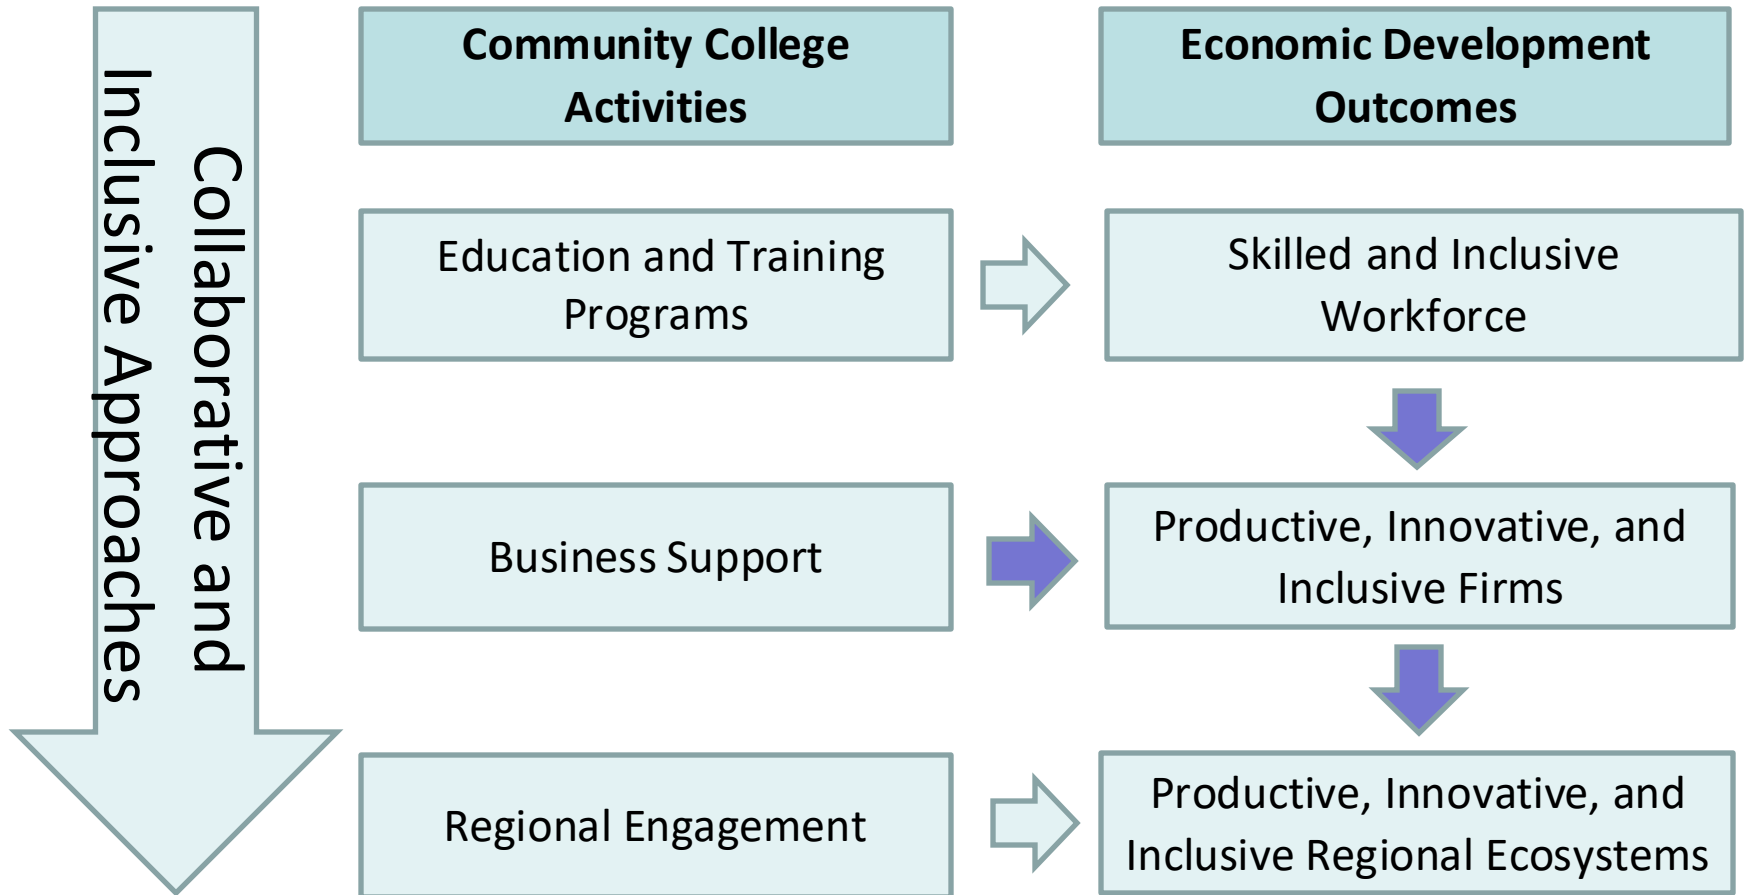 Collaborative and
Inclusive Approaches
Community College
Activities
Economic Development
Outcomes
Education and Training
Programs
Skilled and Inclusive
Workforce
Business Support
Productive, Innovative, and
Inclusive Firms
Regional Engagement
Productive, Innovative, and
Inclusive Regional Ecosystems